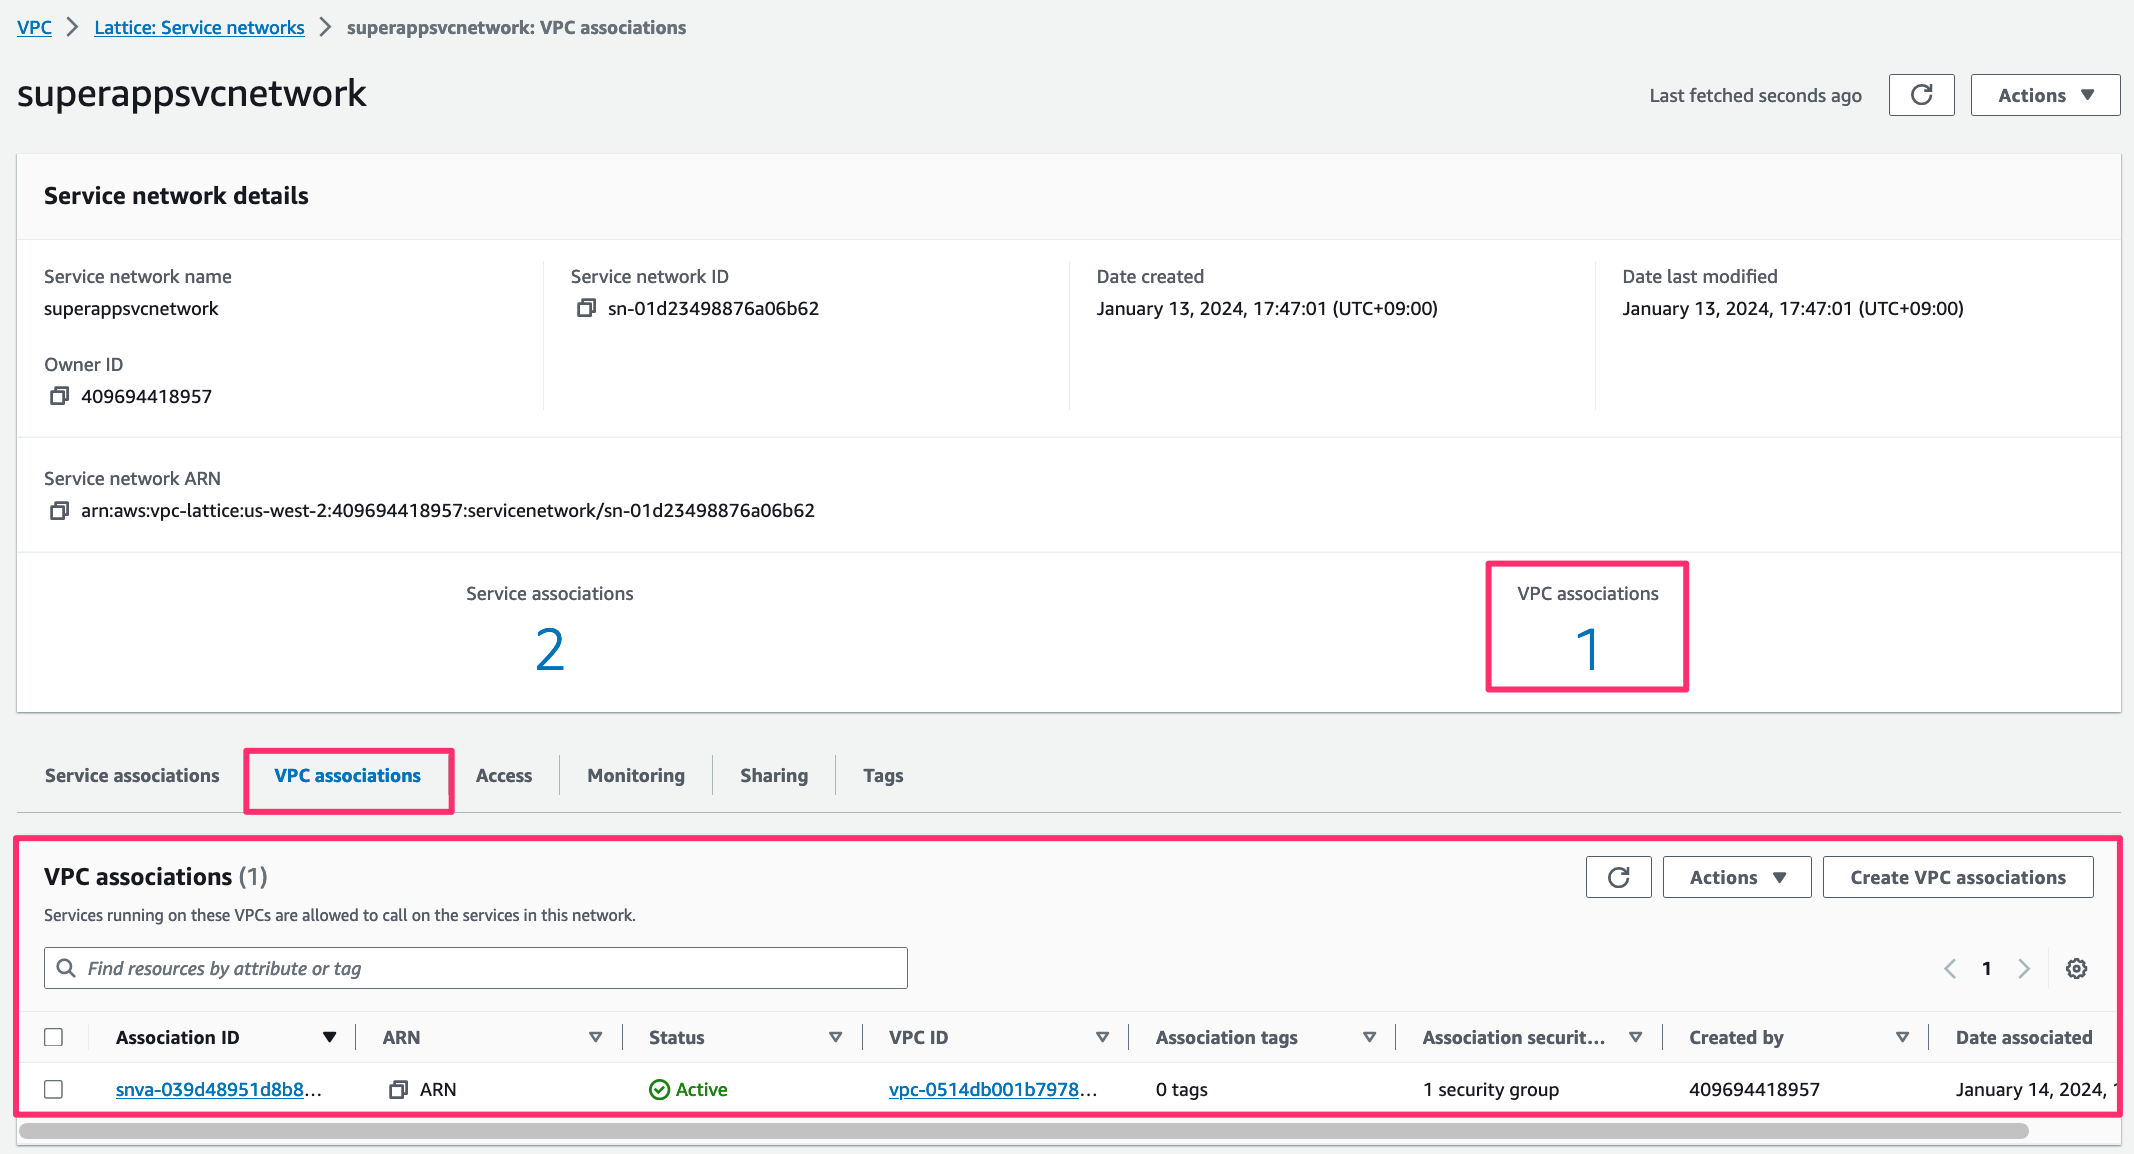 VPC > Lattice: Service networks > superappsvcnetwork: VPC associations
superappsvcnetwork
Last fetched seconds ago
Actions
Service network details
Service network name
superappsvcnetwork
Service network ID
sn-01d23498876a06b62
Date created
January 13, 2024, 17:47:01 (UTC+09:00)
Date last modified
January 13, 2024, 17:47:01 (UTC+09:00)
Owner ID
409694418957
Service network ARN
arn:aws:vpc-lattice:us-west-2:409694418957:servicenetwork/sn-01d23498876a06b62
Service associations
2
VPC associations
1
Service associations VPC associations Access Monitoring Sharing Tags
VPC associations (1)
Actions
Create VPC associations
Services running on these VPCs are allowed to call on the services in this network.
Find resources by attribute or tag
1
Association ID ARN Status VPC ID Association tags Association securit... Created by Date associated
snva-039d48951d8b8... ARN Active vpc-0514db001b7978... 0 tags 1 security group 409694418957 January 14, 2024,